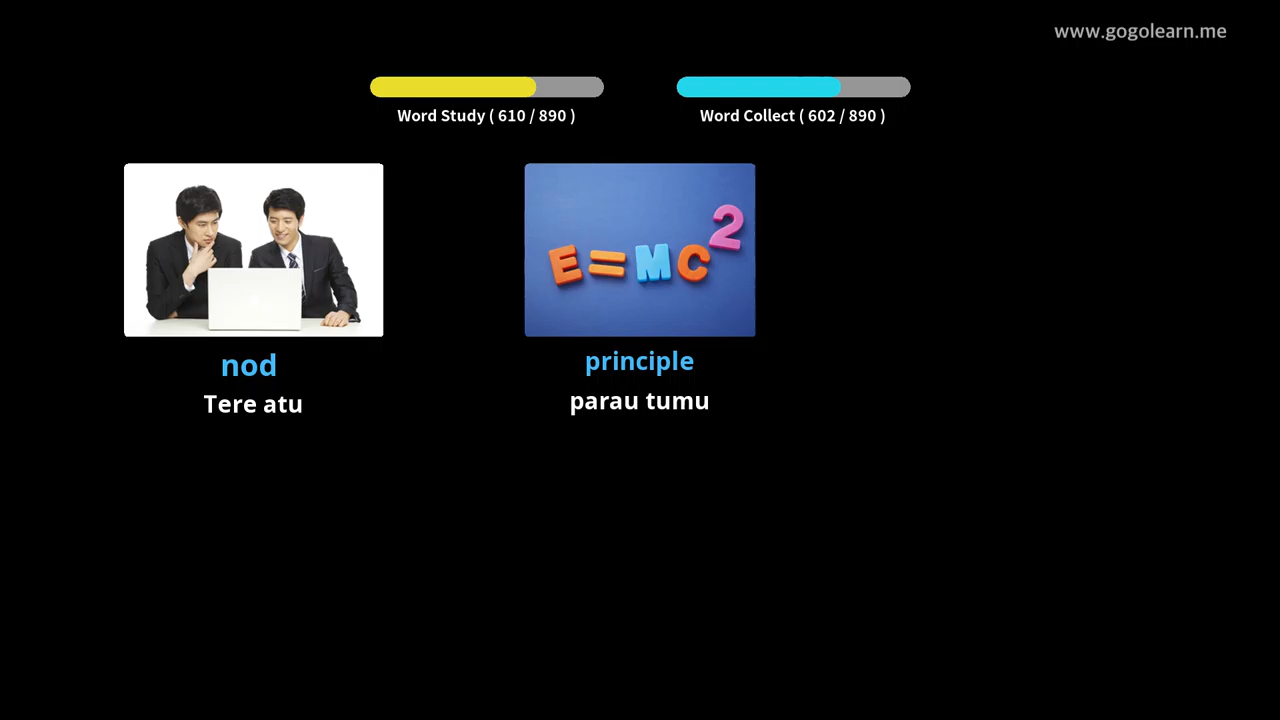 www.gogolearn.me
Word Study ( 610 / 890 )
Word Collect ( 602 / 890 )
E=MC2
nod
Tere atu
principle
parau tumu